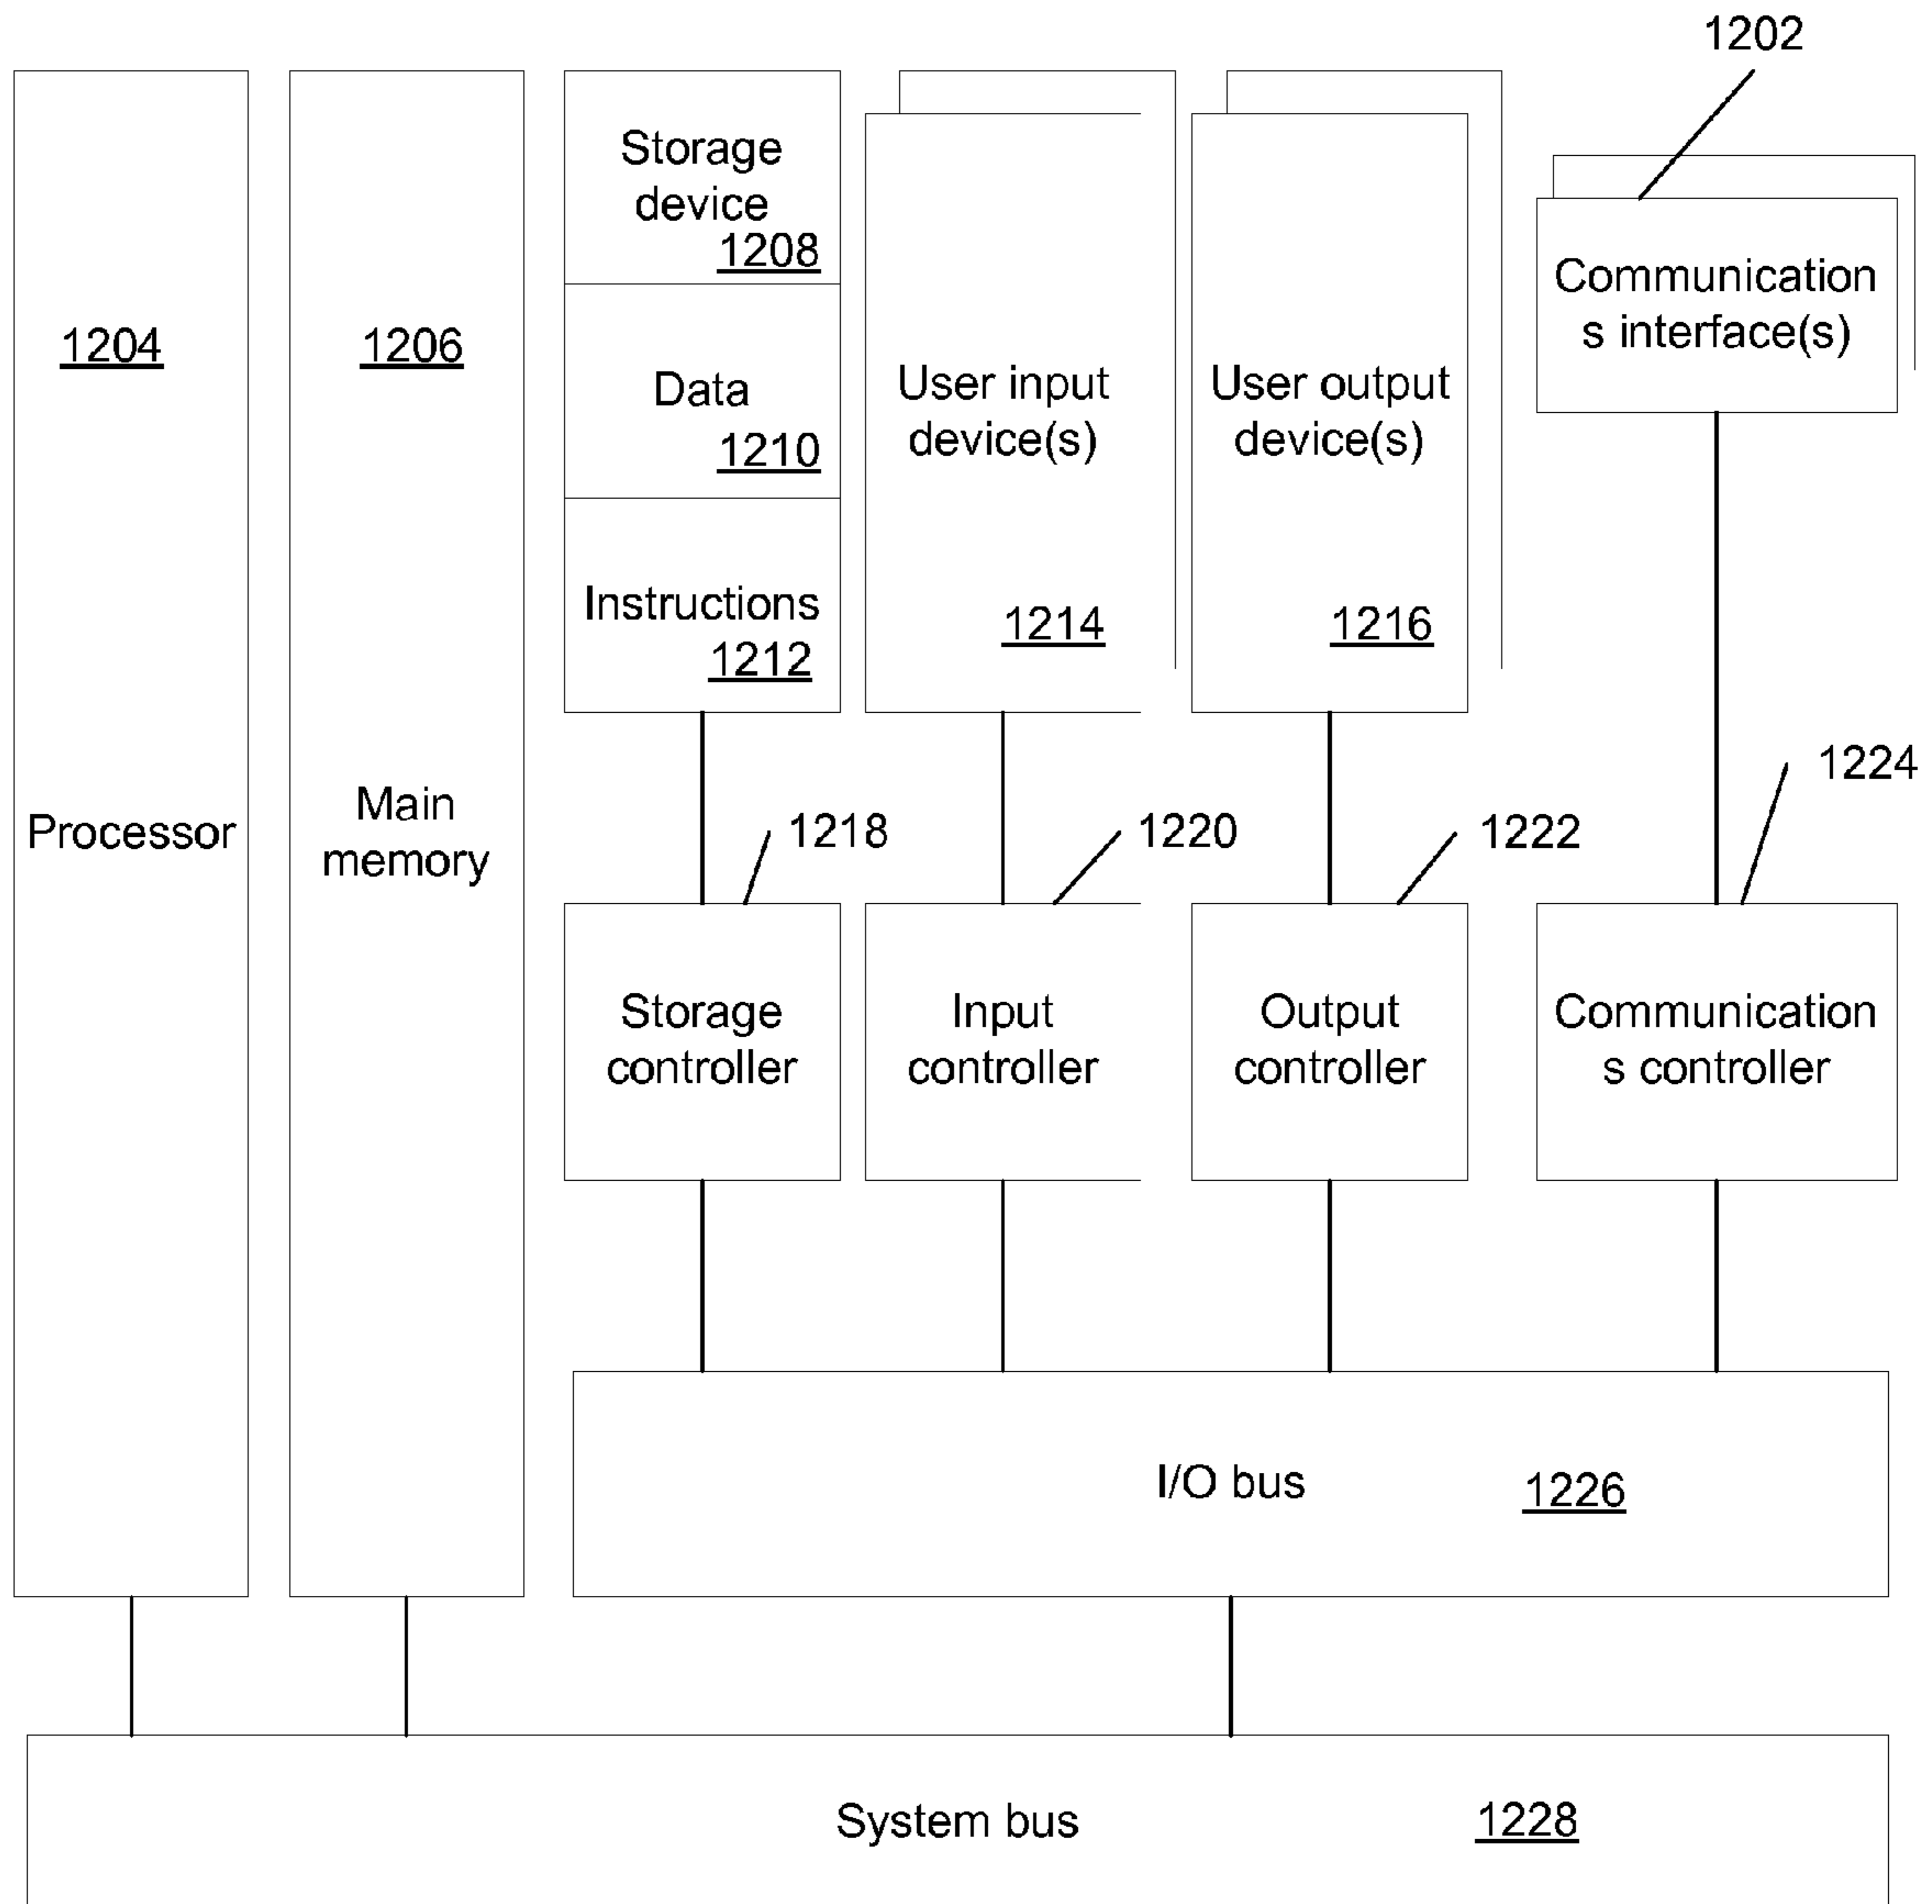 1202
Storage
device
1208
Communication
s interface(s)
1204
1206
Data
1210
User input
device(s)
User output
device(s)
Instructions
1212
1214
1216
1224
Processor
Main
memory
1218
1220
1222
Storage
controller
Input
controller
Output
controller
Communication
s controller
I/O bus
1226
System bus
1228